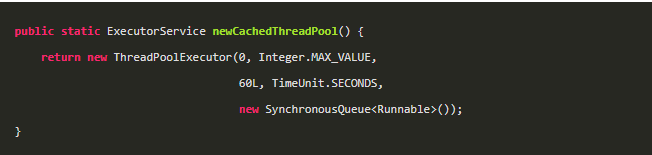 public static ExecutorService newCachedThreadPool() {
return new ThreadPoolExecutor(0, Integer.MAX_VALUE,
60L, TimeUnit.SECONDS,
new SynchronousQueue<Runnable>());
}